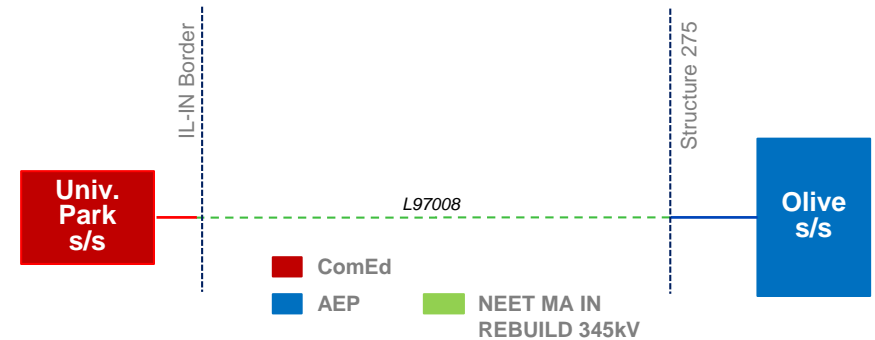 IL-IN Border
Structure 275
Univ.
Park
s/s
L97008
Olive
s/s
ComEd
AEP
NEET MA IN
REBUILD 345kV